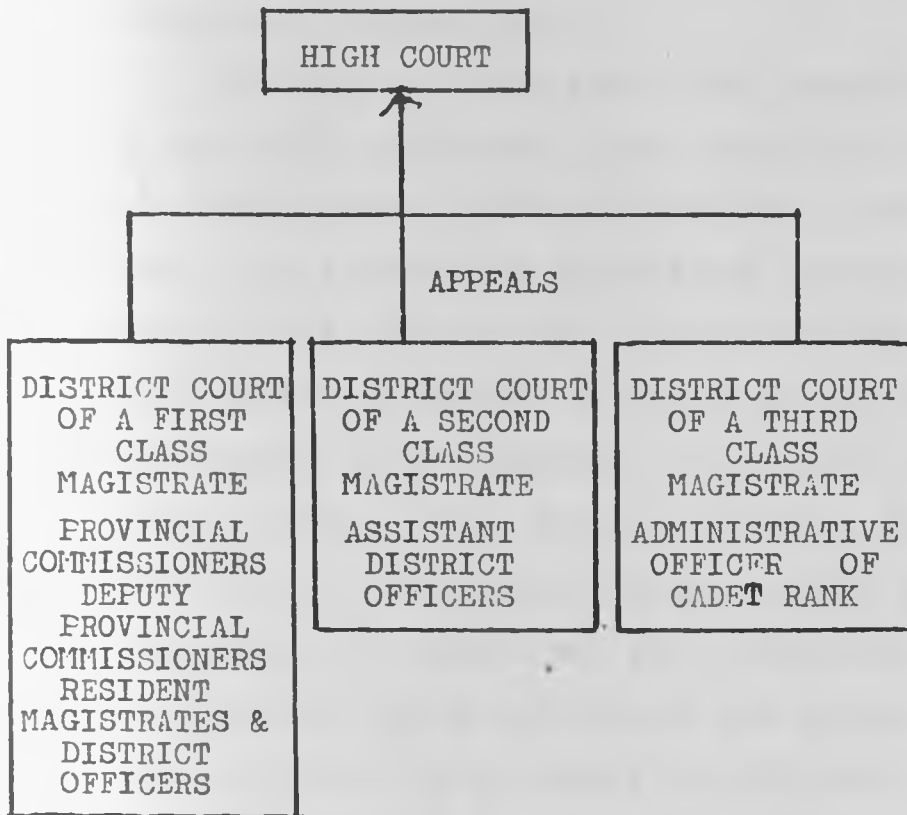 HIGH COURT
APPEALS
DISTRICT COURT
OF A FIRST
CLASS
MAGISTRATE
PROVINCIAL
COMMISSIONERS
DEPUTY
PROVINCIAL
COMMISSIONERS
RESIDENT
MAGISTRATES &
DISTRICT
OFFICERS
DISTRICT COURT
OF A SECOND
CLASS
MAGISTRATE
ASSISTANT
DISTRICT
OFFICERS
DISTRICT COURT
OF A THIRD
CLASS
MAGISTRATE
ADMINISTRATIVE
OFFICER OF
CADET RANK